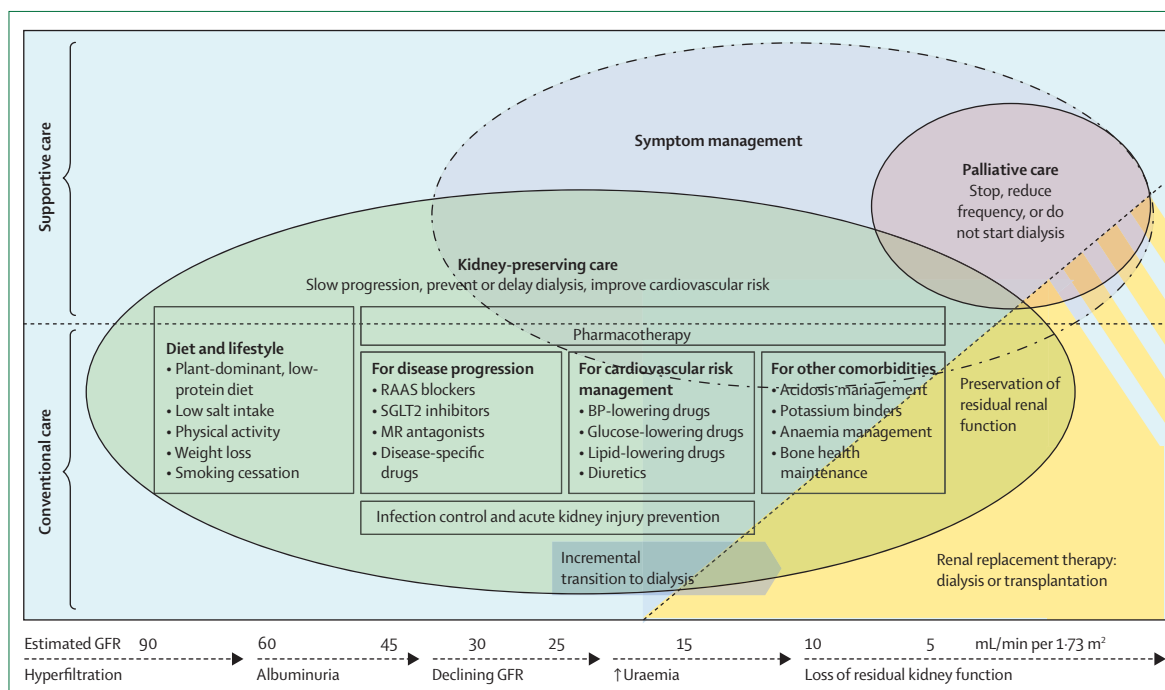 Supportive care
Conventional care
Symptom management
Palliative care
Stop, reduce
frequency, or do
not start dialysis
Kidney-preserving care
Slow progression, prevent or delay dialysis, improve cardiovascular risk
Pharmacotherapy
Diet and lifestyle
• Plant-dominant, low-
protein diet
• Low salt intake
• Physical activity
• Weight loss
• Smoking cessation
For disease progression
• RAAS blockers
• SGLT2 inhibitors
• MR antagonists
• Disease-specific
drugs
For cardiovascular risk
management
• BP-lowering drugs
• Glucose-lowering drugs
• Lipid-lowering drugs
• Diuretics
For other comorbidities
• Acidosis management
• Potassium binders
• Anaemia management
• Bone health
maintenance
Preservation of
residual renal
function
Infection control and acute kidney injury prevention
Incremental
transition to dialysis
Renal replacement therapy:
dialysis or transplantation
Estimated GFR 90 60 45 30 25 15 10 5 mL/min per 1·73 m²
Hyperfiltration Albuminuria Declining GFR ↑Uraemia Loss of residual kidney function